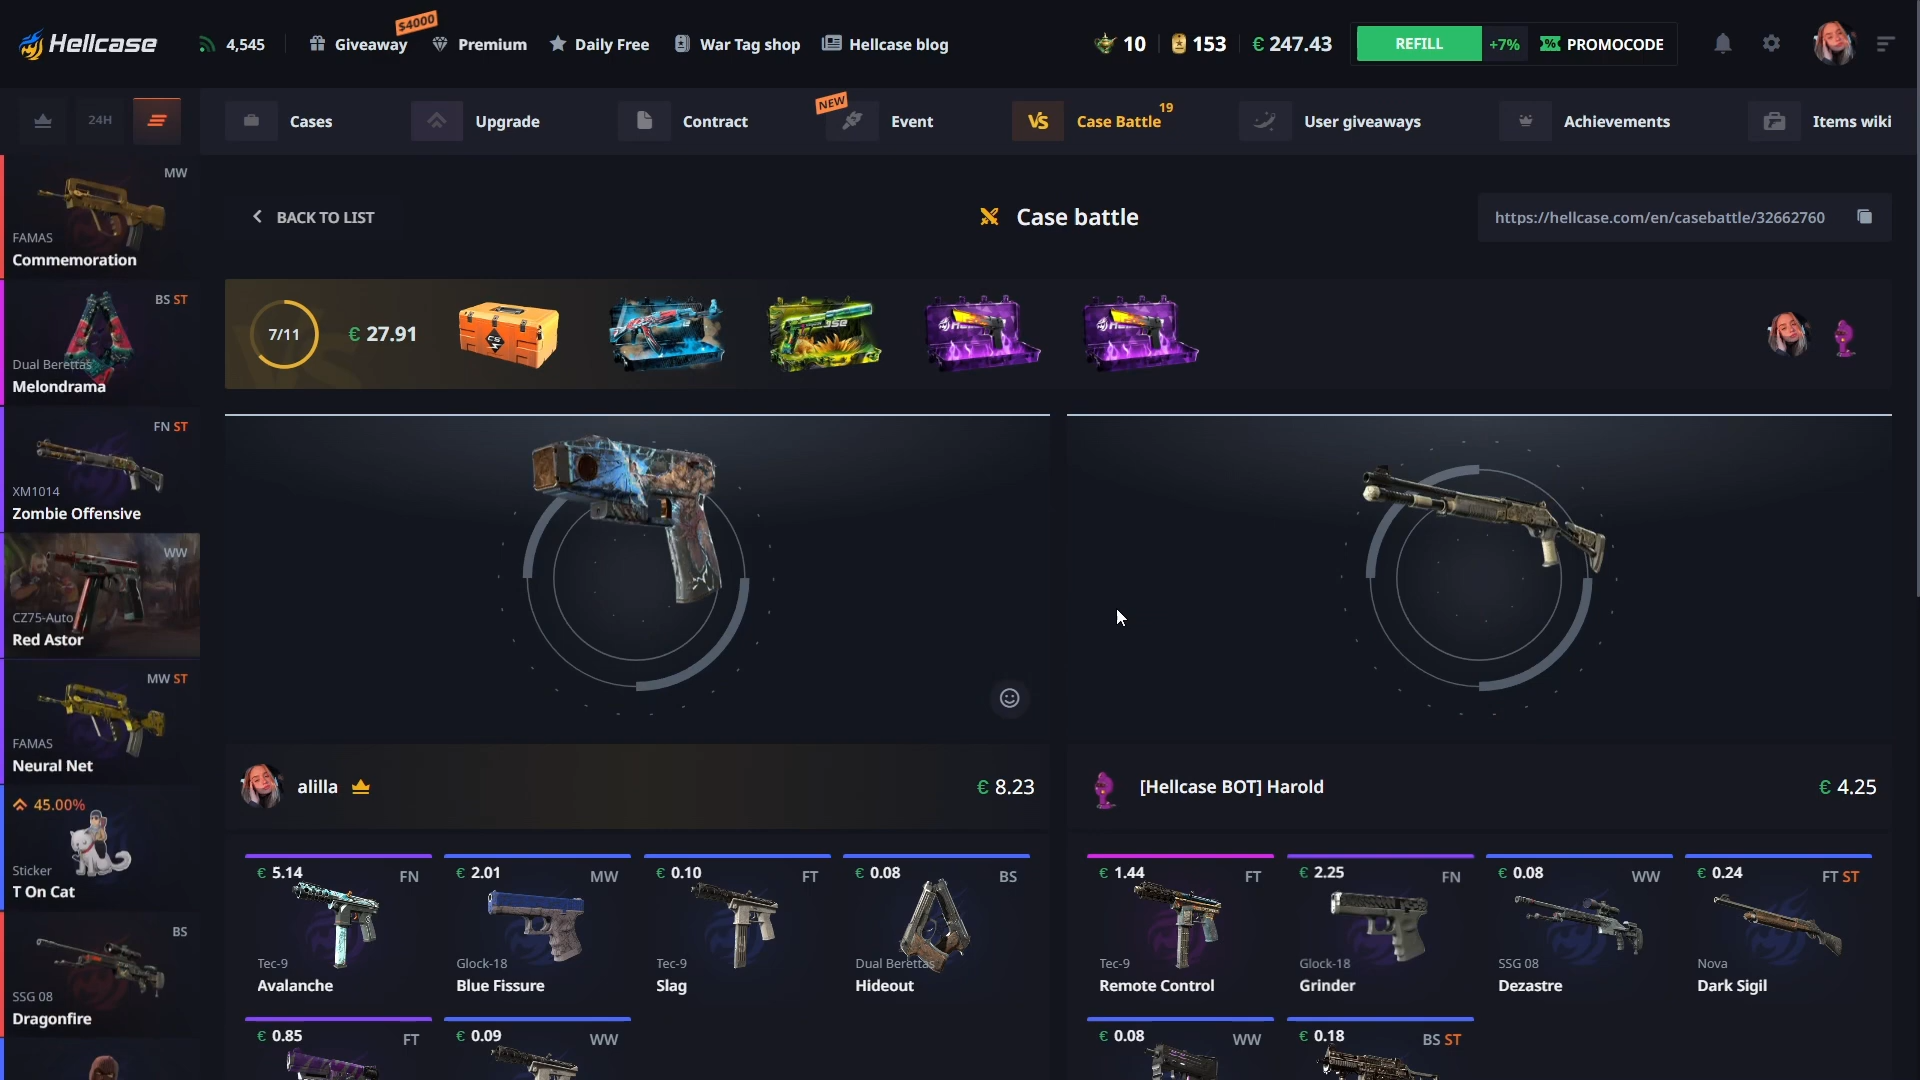 Hellcase
4,545
Giveaway
$4000
Premium
Daily Free
War Tag shop
Hellcase blog
10
153
€ 247.43
REFILL
+7%
PROMOCODE
24H
Cases
Upgrade
Contract
NEW
Event
VS
Case Battle
19
User giveaways
Achievements
Items wiki
MW
FAMAS
Commemoration
BS ST
Dual Berettas
Melondrama
FN ST
XM1014
Zombie Offensive
WW
CZ75-Auto
Red Astor
MW ST
FAMAS
Neural Net
45.00%
Sticker
T On Cat
BS
SSG 08
Dragonfire
BACK TO LIST
Case battle
https://hellcase.com/en/casebattle/32662760
7/11
€ 27.91
alilla
€ 8.23
[Hellcase BOT] Harold
€ 4.25
€ 5.14
FN
Tec-9
Avalanche
€ 2.01
MW
Glock-18
Blue Fissure
€ 0.10
FT
Tec-9
Slag
€ 0.08
BS
Dual Berettas
Hideout
€ 1.44
FT
Tec-9
Remote Control
€ 2.25
FN
Glock-18
Grinder
€ 0.08
WW
SSG 08
Dezastre
€ 0.24
FT ST
Nova
Dark Sigil
€ 0.85
FT
€ 0.09
WW
€ 0.08
WW
€ 0.18
BS ST